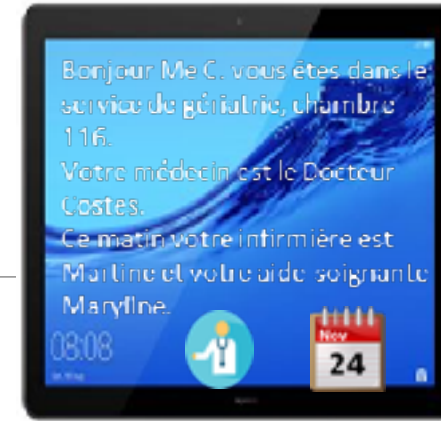 Bonjour Me C. vous êtes dans le
service de gériatrie, chambre
116.
Votre médecin est le Docteur
Costes.
Ce matin votre infirmière est
Martine et votre aide soignante
Maryline.
08:08
Nov
24